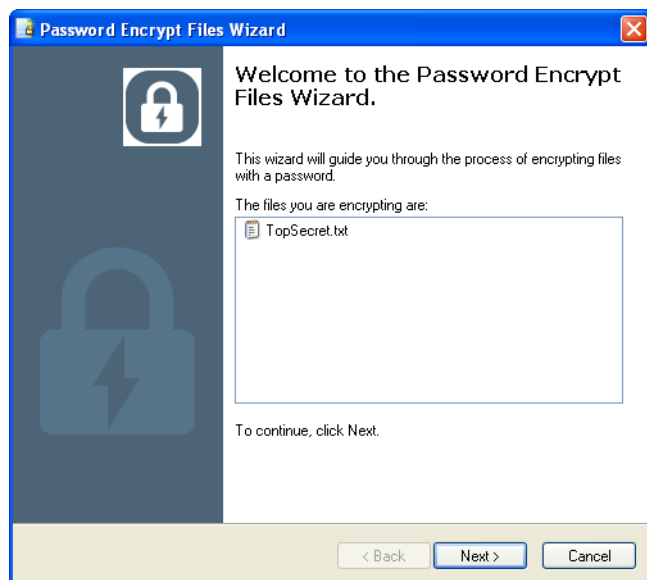 Password Encrypt Files Wizard
Welcome to the Password Encrypt
Files Wizard.
This wizard will guide you through the process of encrypting files
with a password.
The files you are encrypting are:
TopSecret.txt
To continue, click Next.
< Back
Next >
Cancel